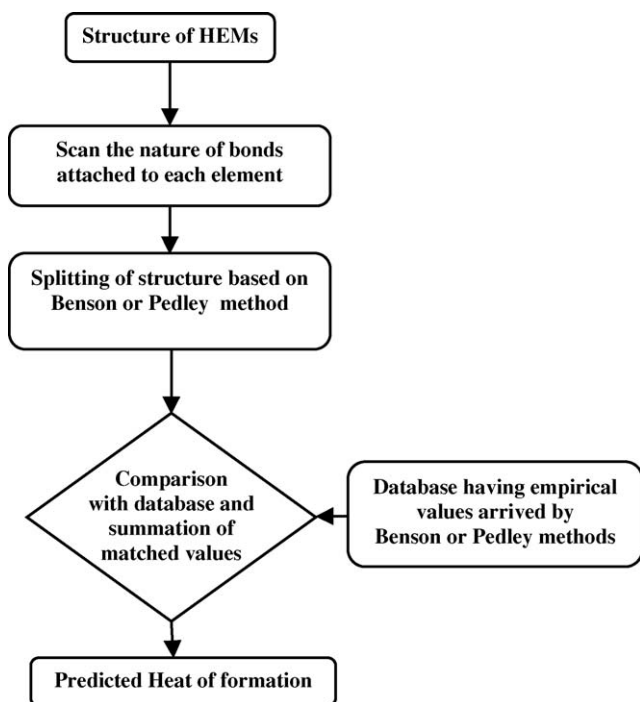 Structure of HEMs
Scan the nature of bonds
attached to each element
Splitting of structure based on
Benson or Pedley method
Comparison
with database and
summation of
matched values
Database having empirical
values arrived by
Benson or Pedley methods
Predicted Heat of formation